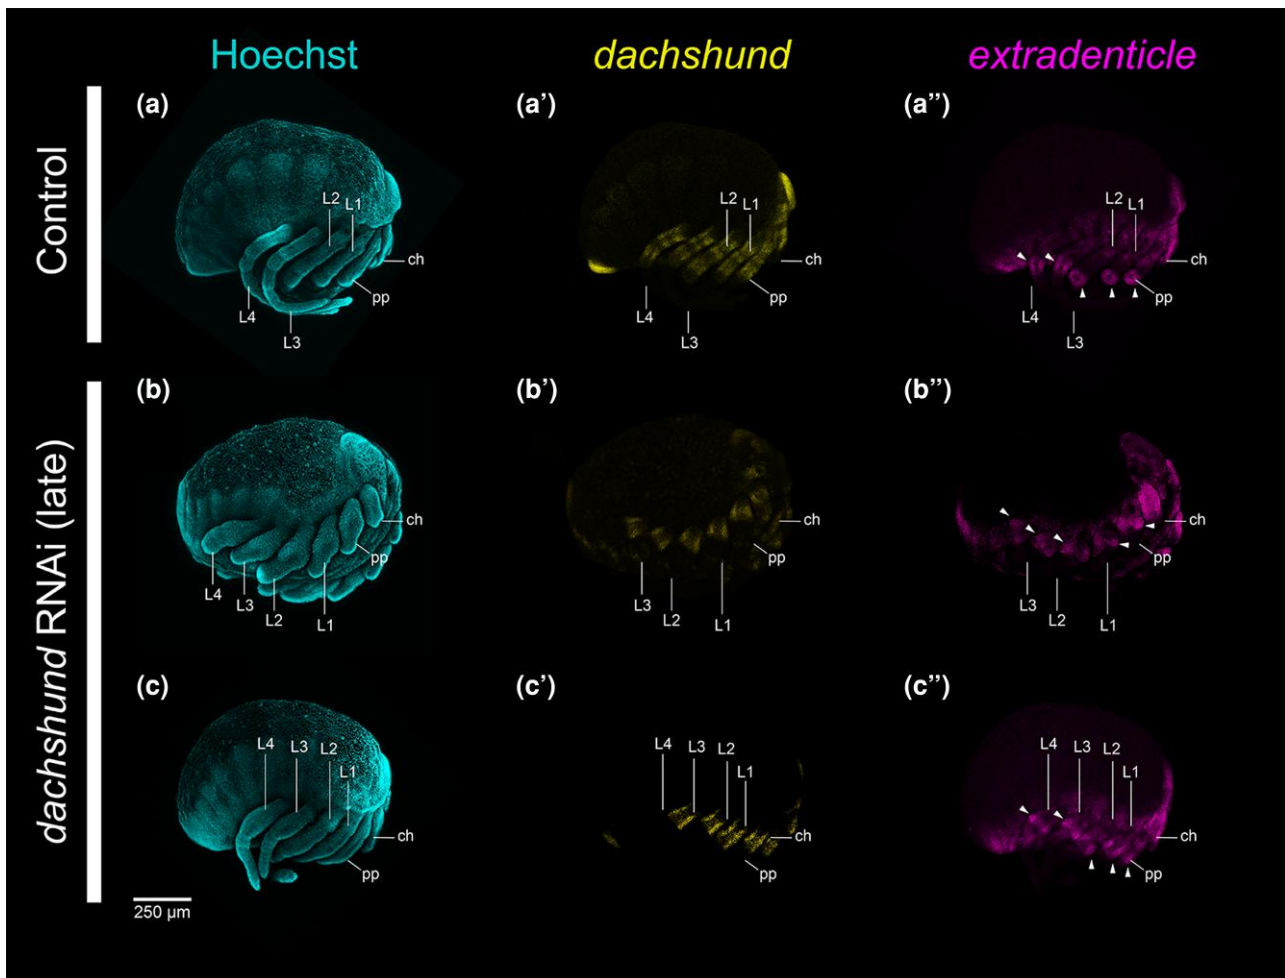 Hoechst
dachshund
extradenticle
Control
(a)
L2
L1
ch
pp
L4
L3
(a’)
L2
L1
ch
pp
L4
L3
(a’’)
L2
L1
ch
pp
L4
L3
dachshund RNAi (late)
(b)
ch
pp
L4
L3
L2
L1
(b’)
ch
pp
L3
L2
L1
(b’’)
ch
pp
L3
L2
L1
(c)
L4
L3
L2
L1
ch
pp
250 µm
(c’)
L4
L3
L2
L1
ch
pp
(c’’)
L4
L3
L2
L1
ch
pp